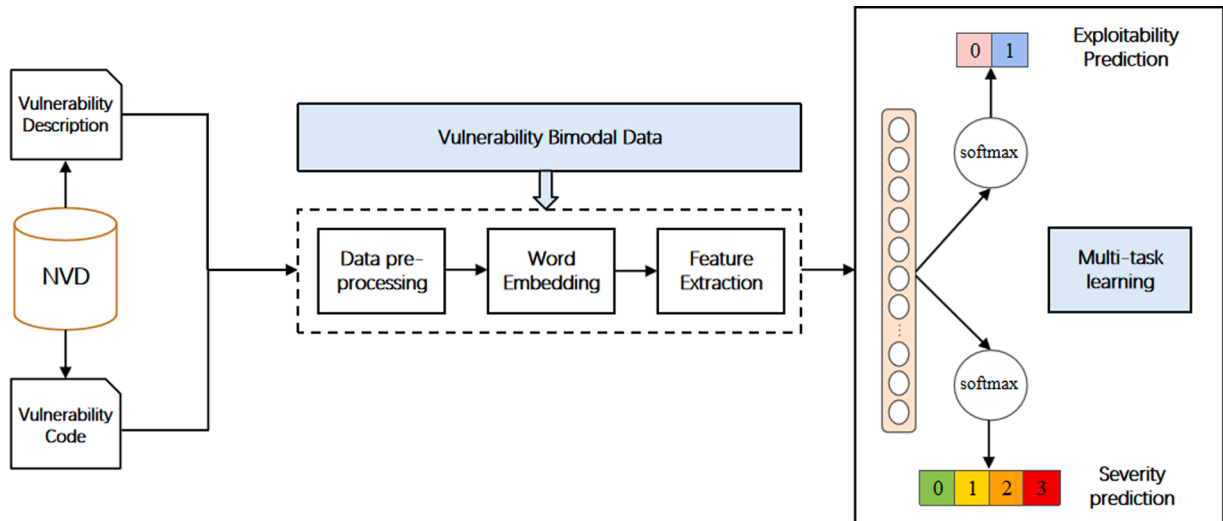 Vulnerability
Description
NVD
Vulnerability
Code
Vulnerability Bimodal Data
Data pre-
processing
Word
Embedding
Feature
Extraction
0 1
Exploitability
Prediction
softmax
Multi-task
learning
softmax
0 1 2 3
Severity
prediction